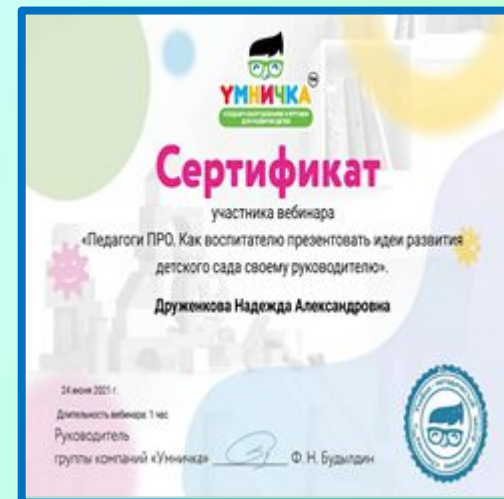 УМНИЧКА
Сертификат
участника вебинара
«Педагоги ПРО. Как воспитателю презентовать идеи развития
детского сада своему руководителю».
Друженкова Надежда Александровна
24 июня 2021 г.
Длительность вебинара: 1 час
Руководитель
группы компаний «Умничка»
Ф. Н. Будылдин